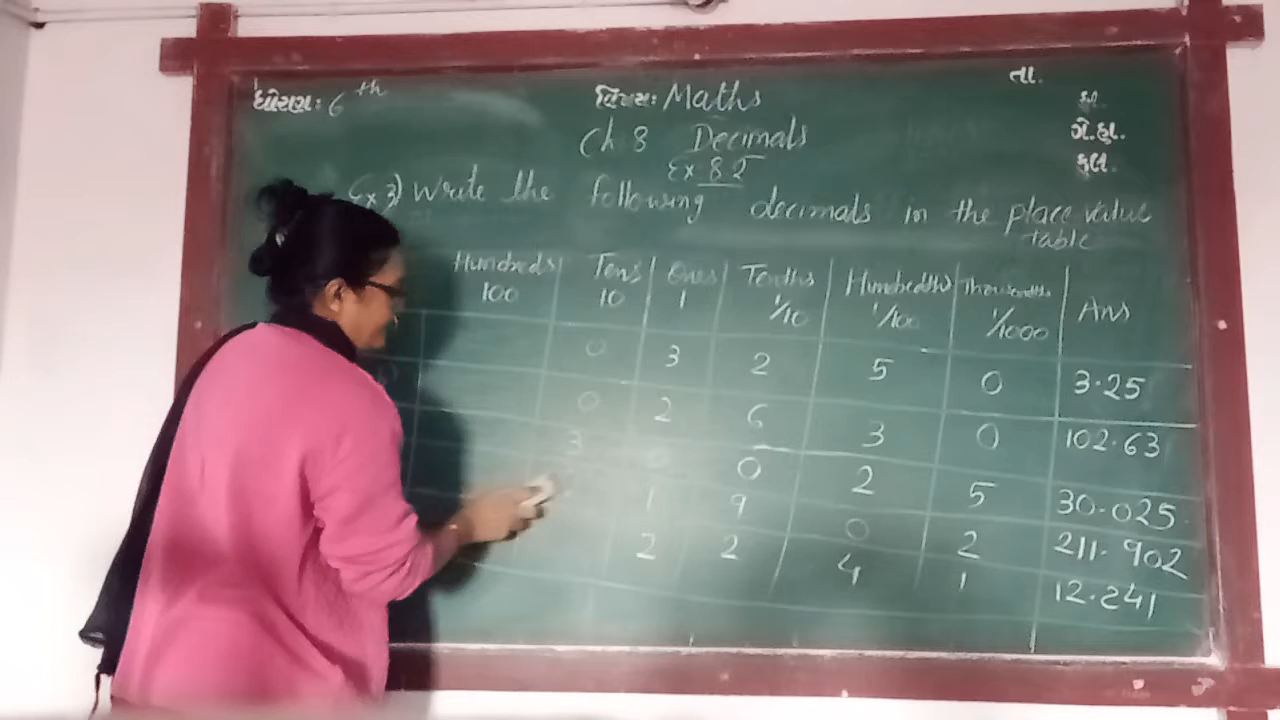 ધોરણ: 6th વિષય: Maths તા.
Ch 8 Decimals
ગે.હા.
Ex 8.2
કુલ.
Ex 3) Write the following decimals in the place value
table
Hundreds Tens Ones Tenths Hundredths Thousandths
100 10 1 1/10 1/100 1/1000 Ans
0 3 2 5 0 3.25
0 2 6 3 0 102.63
3 0 0 2 5 30.025
1 9 0 2 211.902
2 2 4 1 12.241